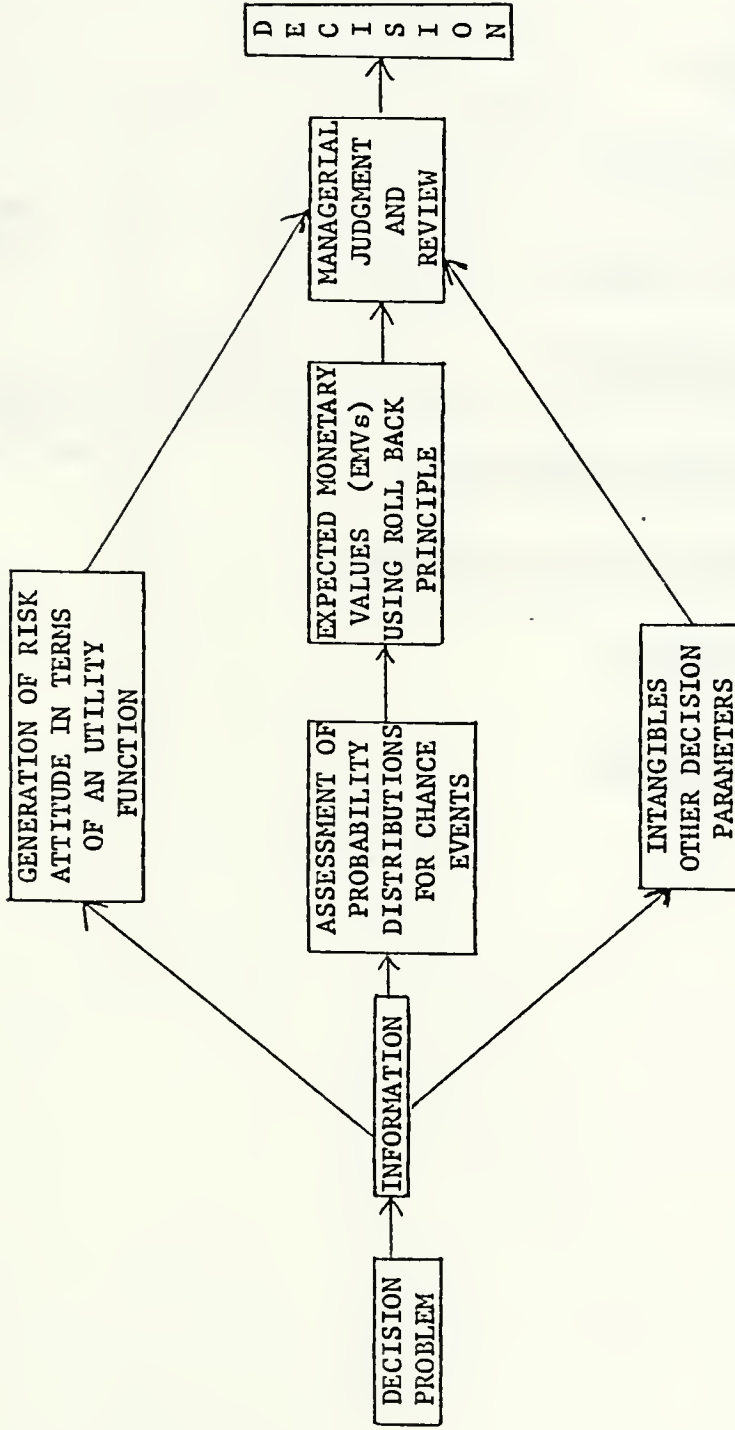 DECISION
PROBLEM
INFORMATION
GENERATION OF RISK
ATTITUDE IN TERMS
OF AN UTILITY
FUNCTION
ASSESSMENT OF
PROBABILITY
DISTRIBUTIONS
FOR CHANCE
EVENTS
INTANGIBLES
OTHER DECISION
PARAMETERS
EXPECTED MONETARY
VALUES (EMVs)
USING ROLL BACK
PRINCIPLE
MANAGERIAL
JUDGMENT
AND
REVIEW
D
E
C
I
S
I
O
N